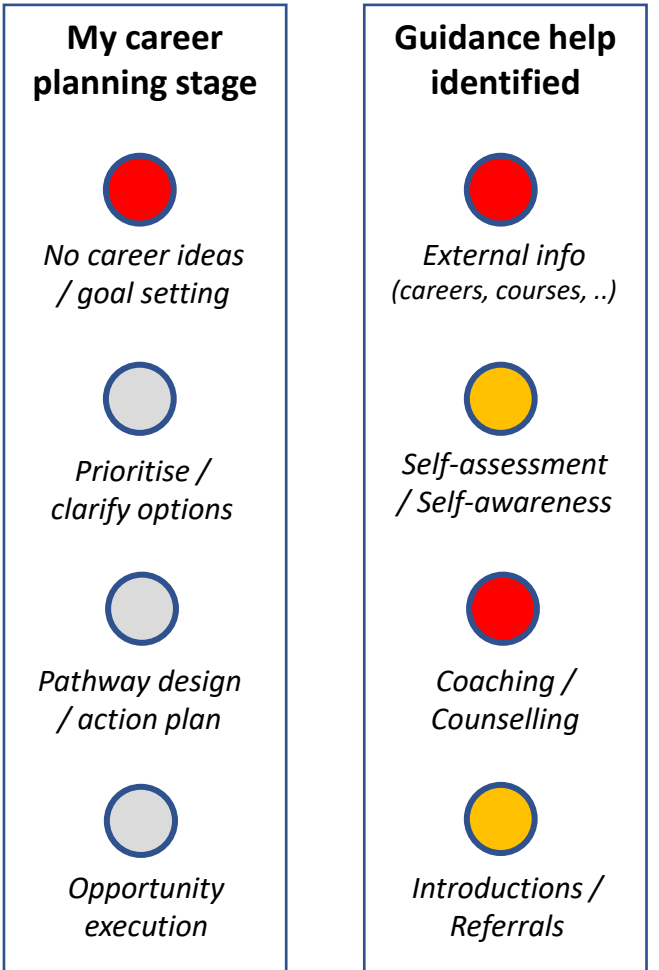 My career
planning stage
No career ideas
/ goal setting
Prioritise /
clarify options
Pathway design
/ action plan
Opportunity
execution
Guidance help
identified
External info
(careers, courses, ..)
Self-assessment
/ Self-awareness
Coaching /
Counselling
Introductions /
Referrals